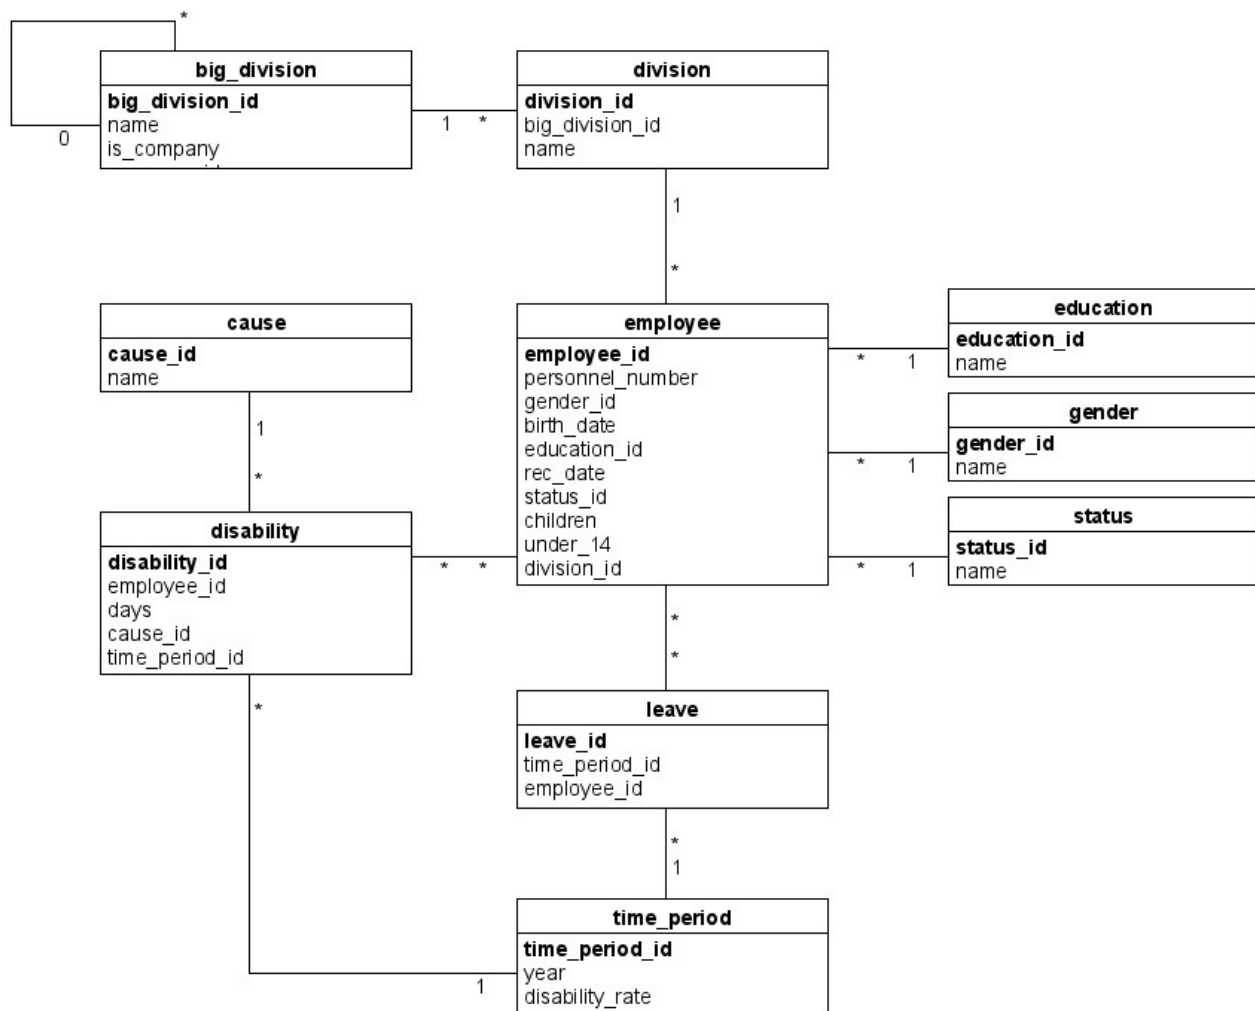 *
big_division
big_division_id
name
is_company
0
1 *
division
division_id
big_division_id
name
1
*
cause
cause_id
name
1
*
employee
employee_id
personnel_number
gender_id
birth_date
education_id
rec_date
status_id
children
under_14
division_id
* 1
education
education_id
name
* 1
gender
gender_id
name
* 1
status
status_id
name
disability
disability_id
employee_id
days
cause_id
time_period_id
* *
*
*
*
leave
leave_id
time_period_id
employee_id
*
1
time_period
time_period_id
year
disability_rate
1